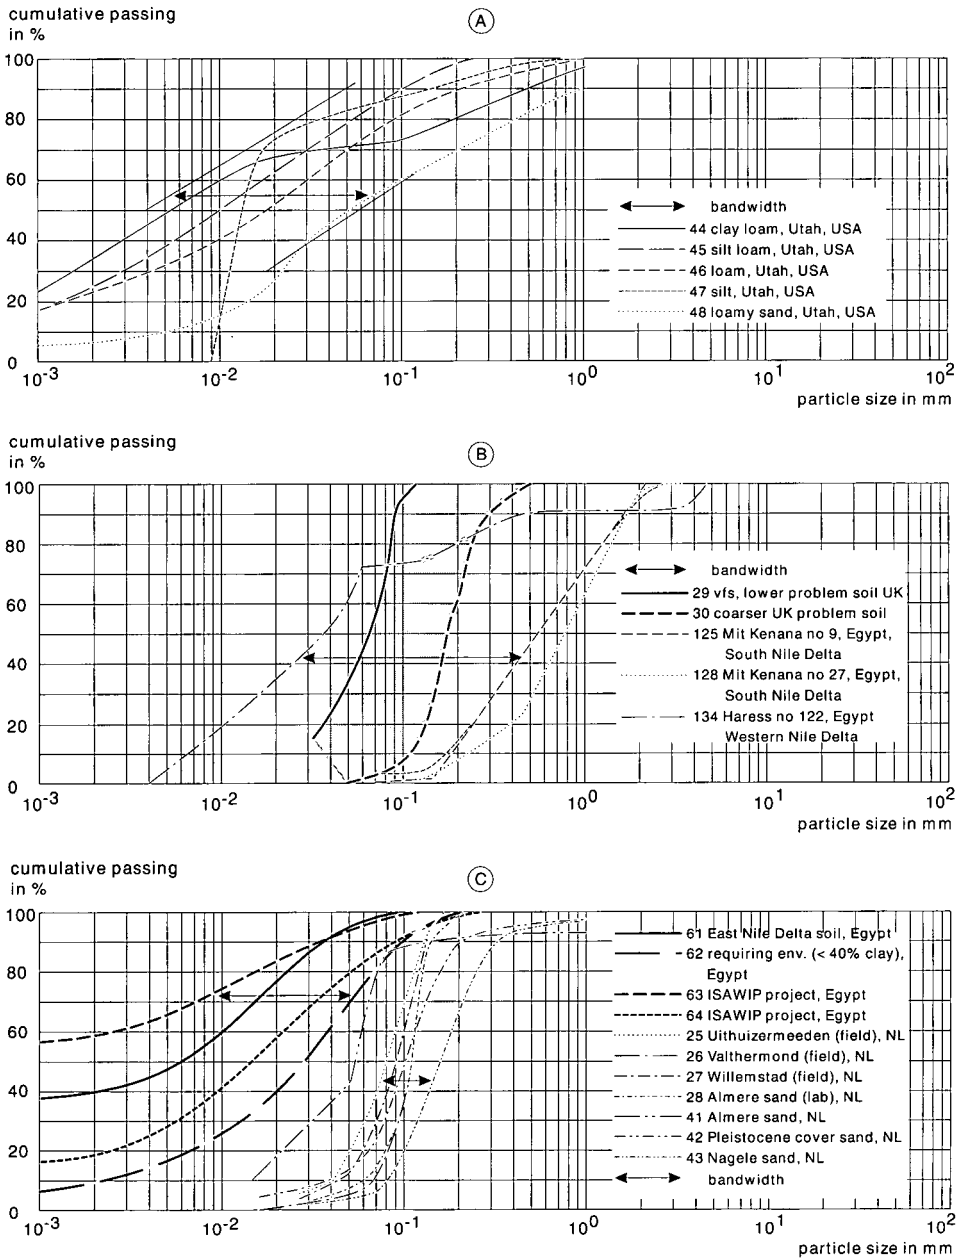 cumulative passing
in %
A
100
80
60
40
20
0
bandwidth
44 clay loam, Utah, USA
45 silt loam, Utah, USA
46 loam, Utah, USA
47 silt, Utah, USA
48 loamy sand, Utah, USA
10⁻³ 10⁻² 10⁻¹ 10⁰ 10¹ 10²
particle size in mm
cumulative passing
in %
B
100
80
60
40
20
0
bandwidth
29 vfs, lower problem soil UK
30 coarser UK problem soil
125 Mit Kenana no 9, Egypt,
South Nile Delta
128 Mit Kenana no 27, Egypt,
South Nile Delta
134 Haress no 122, Egypt
Western Nile Delta
10⁻³ 10⁻² 10⁻¹ 10⁰ 10¹ 10²
particle size in mm
cumulative passing
in %
C
100
80
60
40
20
0
61 East Nile Delta soil, Egypt
62 requiring env. (< 40% clay),
Egypt
63 ISAWIP project, Egypt
64 ISAWIP project, Egypt
25 Uithuizermeeden (field), NL
26 Valthermond (field), NL
27 Willemstad (field), NL
28 Almere sand (lab), NL
41 Almere sand, NL
42 Pleistocene cover sand, NL
43 Nagele sand, NL
bandwidth
10⁻³ 10⁻² 10⁻¹ 10⁰ 10¹ 10²
particle size in mm